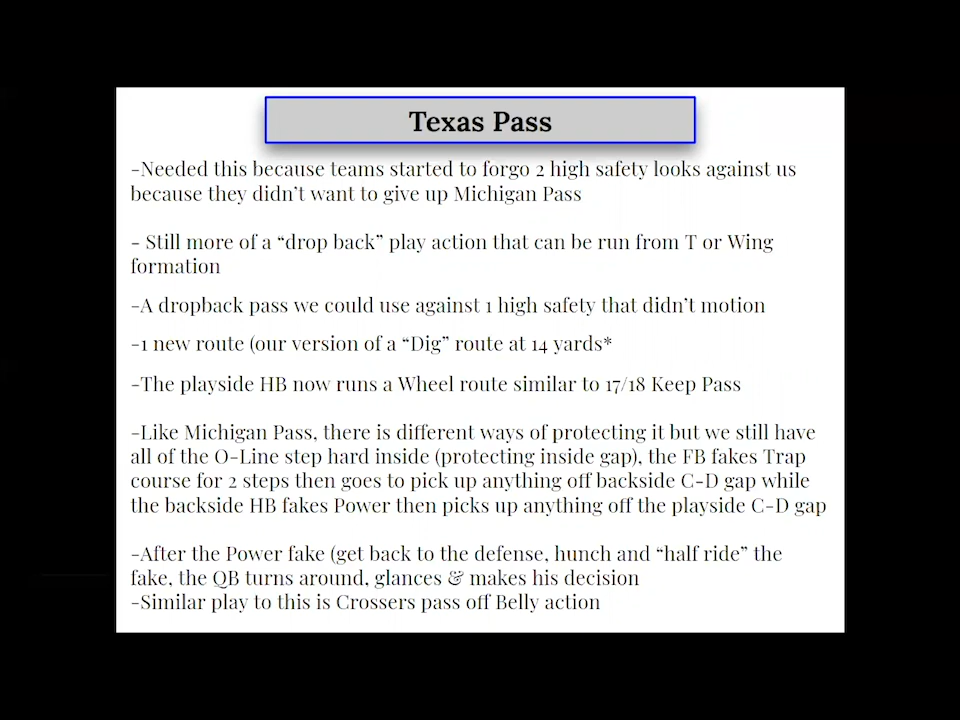 Texas Pass
-Needed this because teams started to forgo 2 high safety looks against us
because they didn't want to give up Michigan Pass
- Still more of a “drop back” play action that can be run from T or Wing
formation
-A dropback pass we could use against 1 high safety that didn't motion
-1 new route (our version of a “Dig” route at 14 yards*
-The playside HB now runs a Wheel route similar to 17/18 Keep Pass
-Like Michigan Pass, there is different ways of protecting it but we still have
all of the O-Line step hard inside (protecting inside gap), the FB fakes Trap
course for 2 steps then goes to pick up anything off backside C-D gap while
the backside HB fakes Power then picks up anything off the playside C-D gap
-After the Power fake (get back to the defense, hunch and “half ride” the
fake, the QB turns around, glances & makes his decision
-Similar play to this is Crossers pass off Belly action